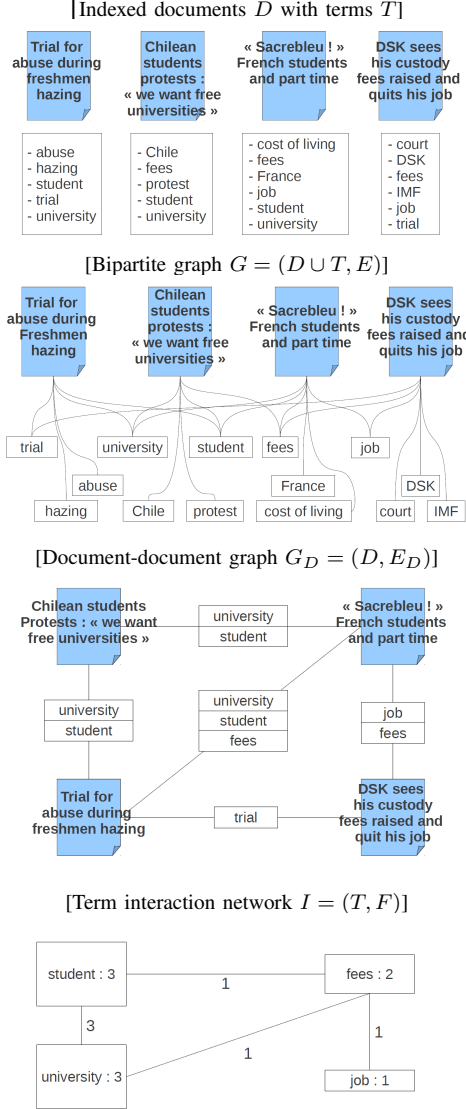 [Indexed documents D with terms T]
Trial for
abuse during
freshmen
hazing
Chilean
students
protests :
« we want free
universities »
« Sacrebleu ! »
French students
and part time
DSK sees
his custody
fees raised and
quits his job
- abuse
- hazing
- student
- trial
- university
- Chile
- fees
- protest
- student
- university
- cost of living
- fees
- France
- job
- student
- university
- court
- DSK
- fees
- IMF
- job
- trial
[Bipartite graph G = (D ∪ T, E)]
Trial for
abuse during
Freshmen
hazing
Chilean
students
protests :
« we want free
universities »
« Sacrebleu ! »
French students
and part time
DSK sees
his custody
fees raised and
quits his job
trial
university
student
fees
job
abuse
France
DSK
hazing
Chile
protest
cost of living
court
IMF
[Document-document graph G_D = (D, E_D)]
Chilean students
Protests : « we want
free universities »
university
student
« Sacrebleu ! »
French students
and part time
university
student
university
student
fees
job
fees
Trial for
abuse during
freshmen hazing
trial
DSK sees
his custody
fees raised and
quit his job
[Term interaction network I = (T, F)]
student : 3
1
fees : 2
3
1
1
university : 3
job : 1